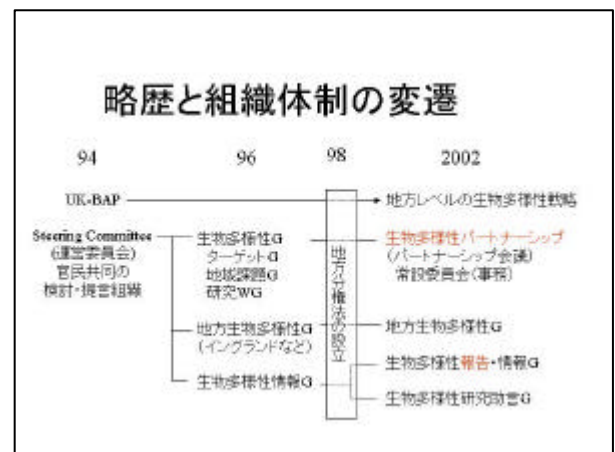 略歴と組織体制の変遷
94 96 98 2002
UK-BAP
地方レベルの生物多様性戦略
Steering Committee
(運営委員会)
官民共同の
検討・提言組織
生物多様性G
ターゲットG
地域課題G
研究WG
地方生物多様性G
(イングランドなど)
生物多様性情報G
地方分権法の設立
生物多様性パートナーシップ
(パートナーシップ会議)
常設委員会(事務)
地方生物多様性G
生物多様性報告・情報G
生物多様性研究助言G